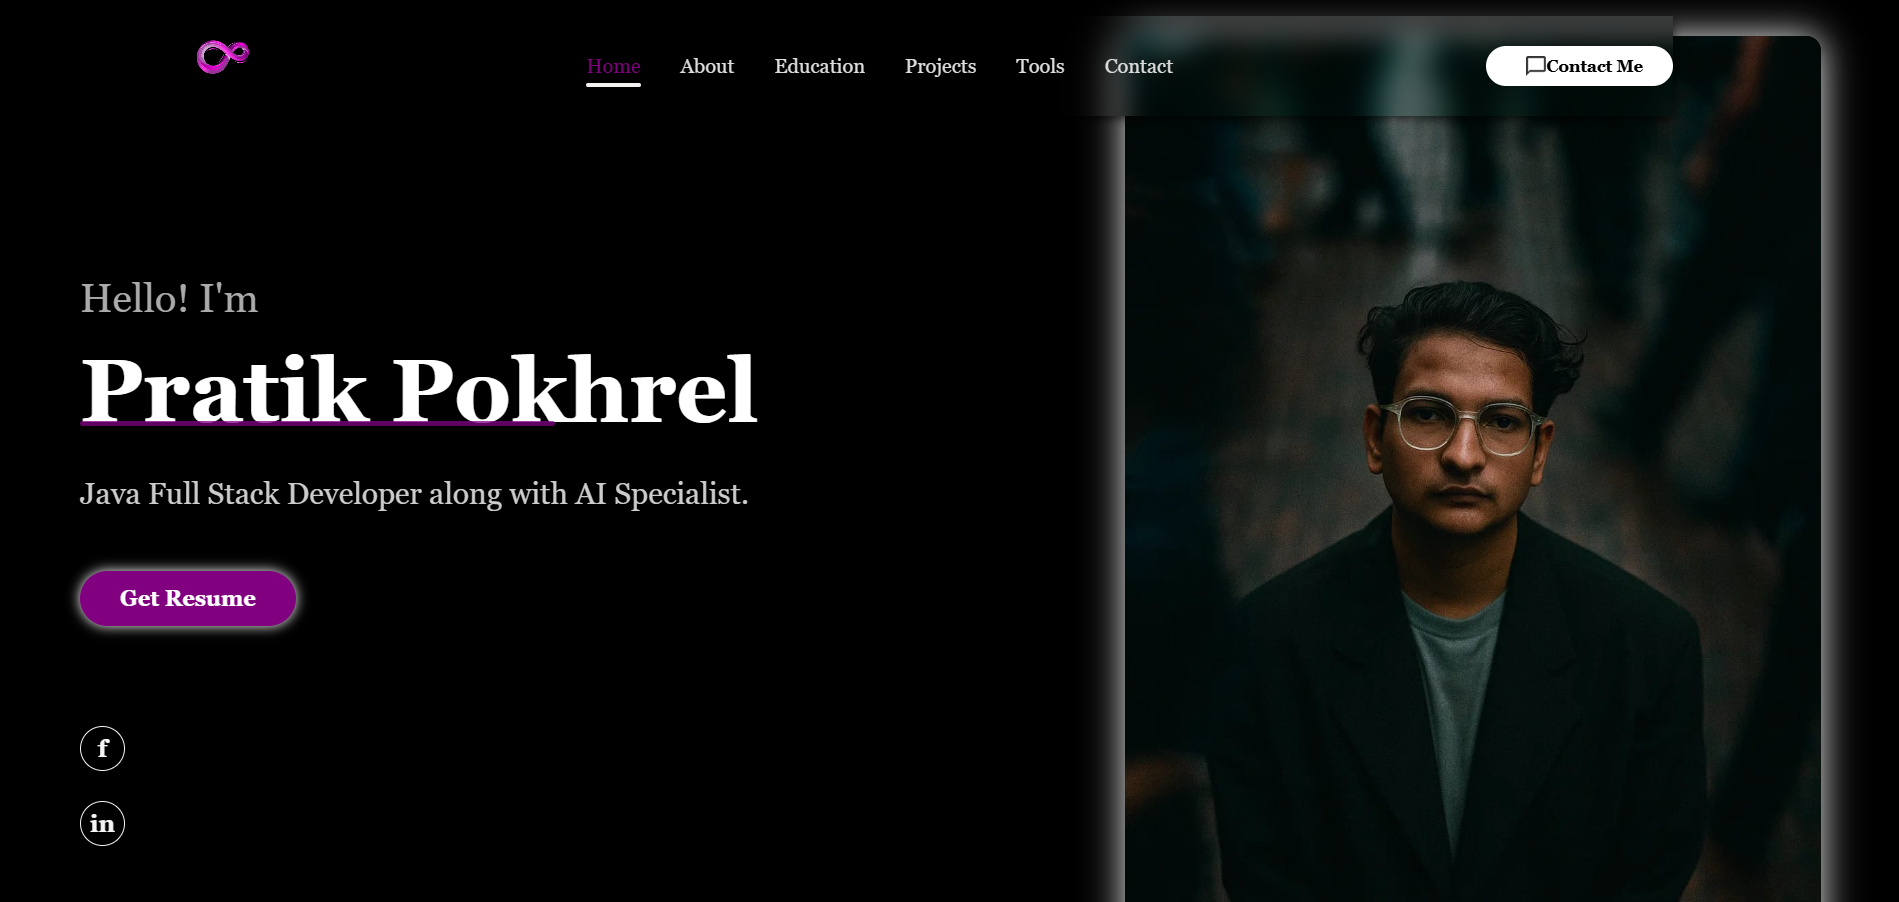 Home About Education Projects Tools Contact Contact Me
Hello! I'm
Pratik Pokhrel
Java Full Stack Developer along with AI Specialist.
Get Resume
f
in